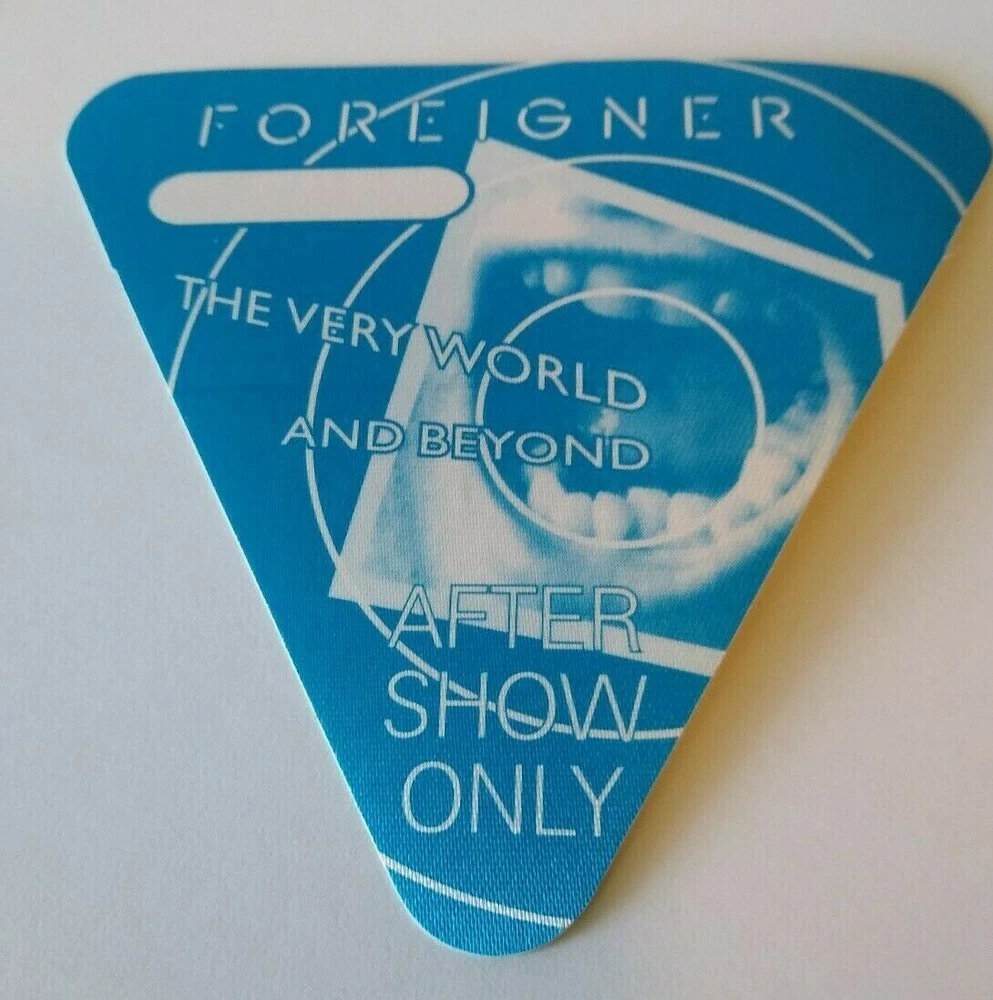 FOREIGNER
THE VERY WORLD
AND BEYOND
AFTER
SHOW
ONLY